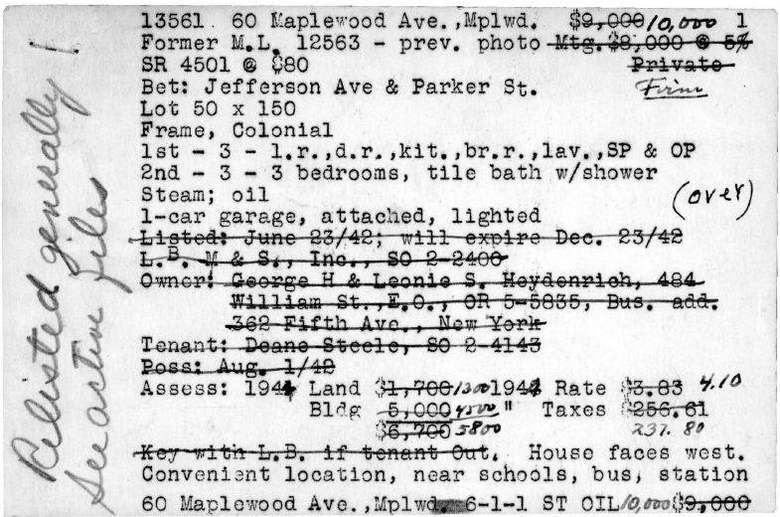 13561 60 Maplewood Ave.,Mplwd. $9,000 10,000 1
Former M.L. 12563 - prev. photo Mtg.$8,000 @ 5%
SR 4501 @ $80 Private
Bet: Jefferson Ave & Parker St. Firm
Lot 50 x 150
Frame, Colonial
1st - 3 - l.r.,d.r.,kit.,br.r.,lav.,SP & OP
2nd - 3 - 3 bedrooms, tile bath w/shower
Steam; oil (over)
1-car garage, attached, lighted
Listed: June 23/42; will expire Dec. 23/42
L.B. M & S., Inc., SO 2-2400
Owner: George H & Leonie S. Heydenrich, 484
William St.,E.O., OR 5-5835, Bus. add.
362 Fifth Ave., New York
Tenant: Deane Steele, SO 2-4143
Poss: Aug. 1/42
Assess: 1944 Land $1,700 1300 1942 Rate $3.83 4.10
Bldg 5,000 4500 " Taxes $256.61
$6,700 5800 237.80
Key with L.B. if tenant Out. House faces west.
Convenient location, near schools, bus, station
60 Maplewood Ave.,Mplwd. 6-1-1 ST OIL 10,000 $9,000
Relisted generally!
See active files